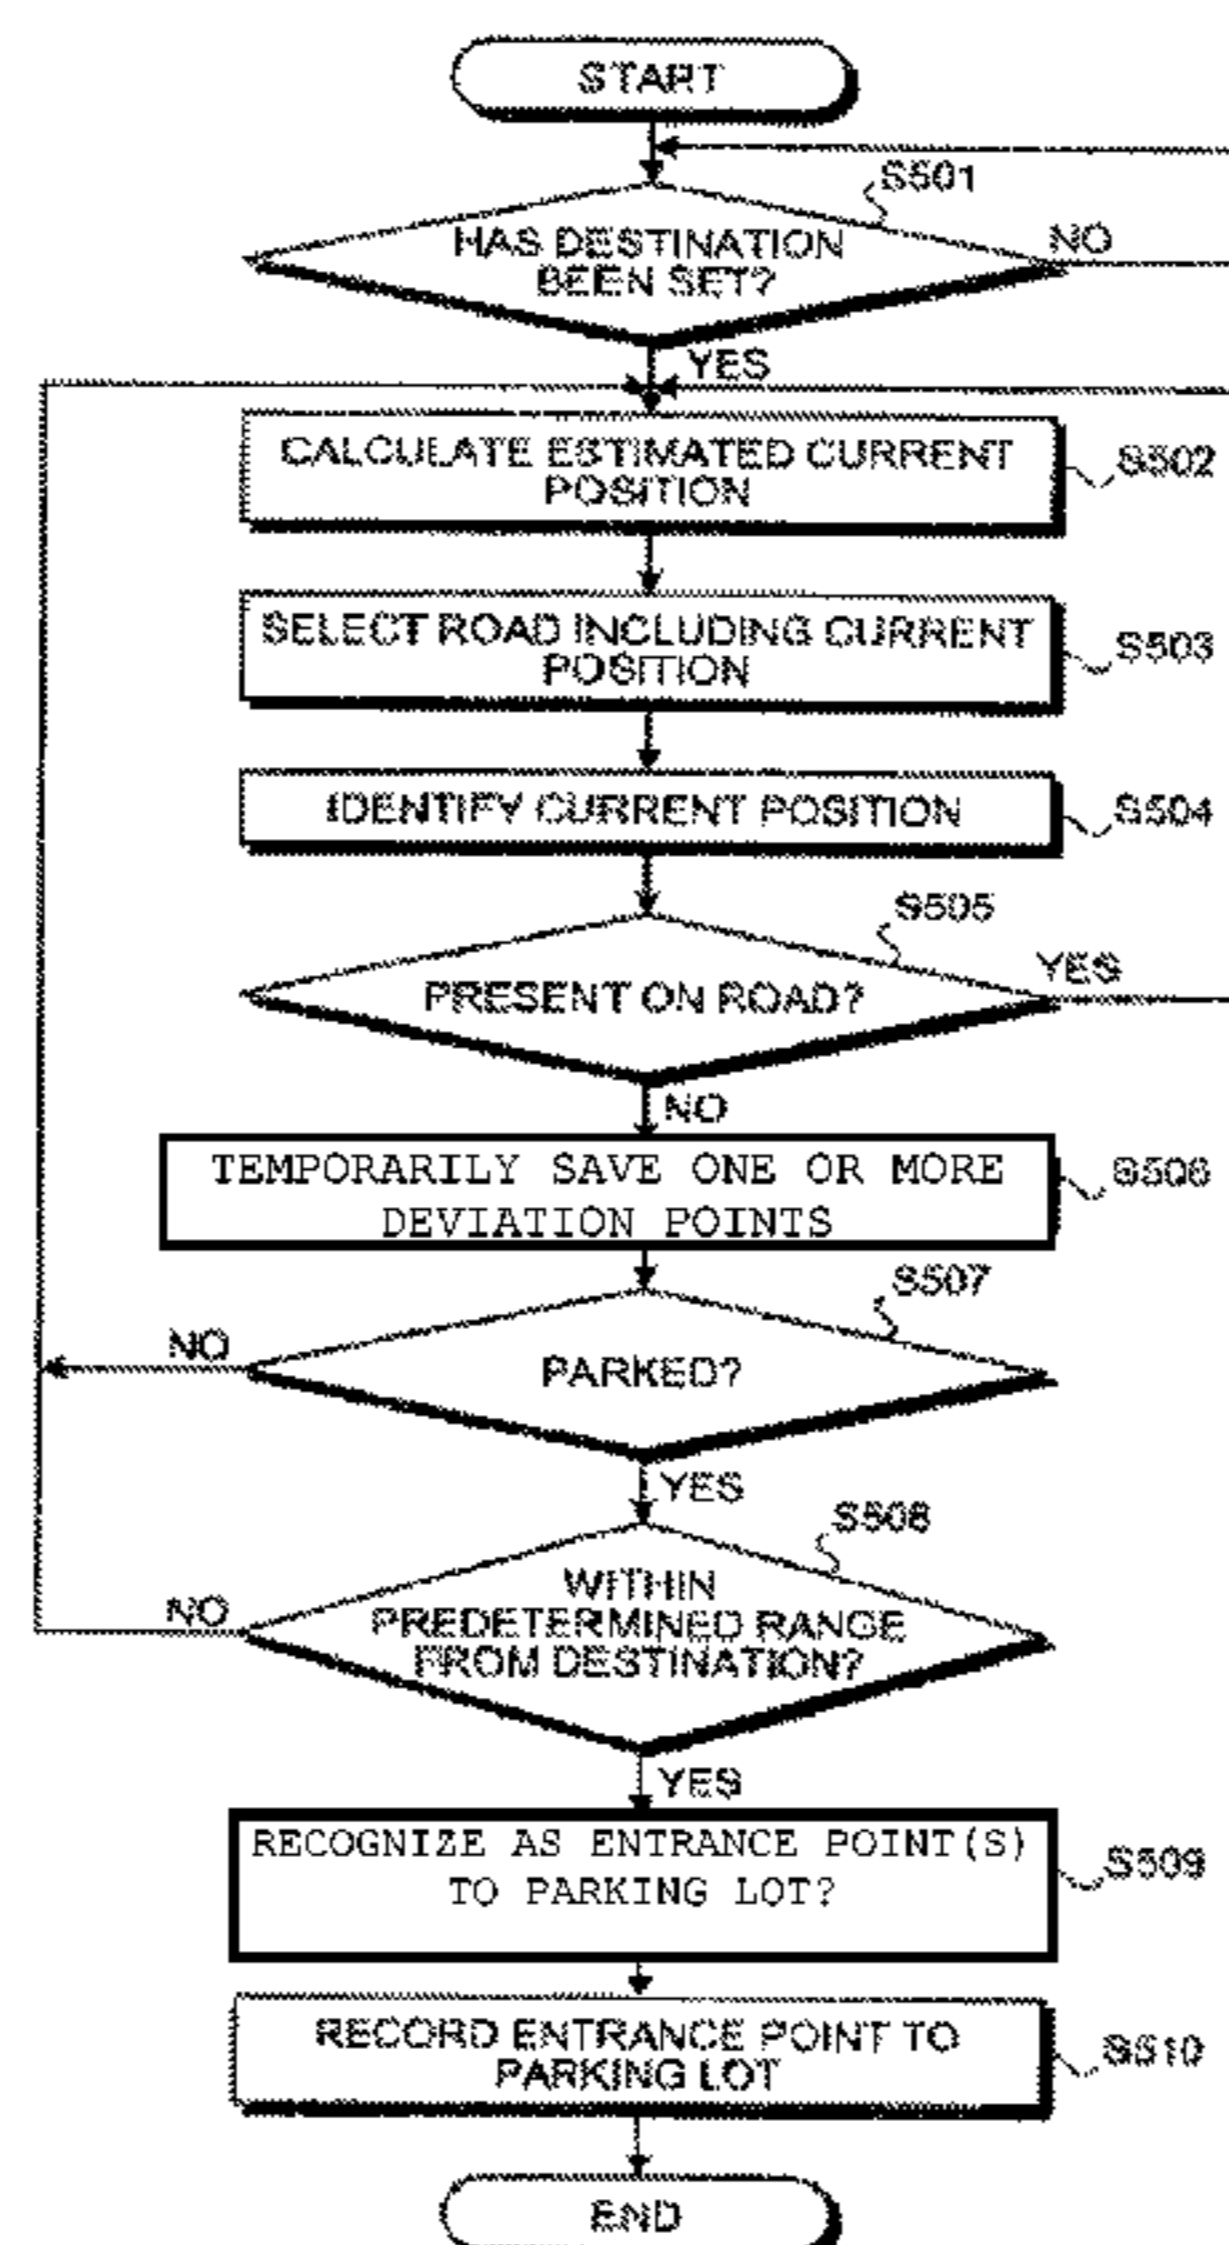 START
S501
HAS DESTINATION
BEEN SET?
NO
YES
CALCULATE ESTIMATED CURRENT
POSITION
S502
SELECT ROAD INCLUDING CURRENT
POSITION
S503
IDENTIFY CURRENT POSITION
S504
S505
PRESENT ON ROAD?
YES
NO
TEMPORARILY SAVE ONE OR MORE
DEVIATION POINTS
S506
S507
NO
PARKED?
YES
S508
WITHIN
PREDETERMINED RANGE
FROM DESTINATION?
NO
YES
RECOGNIZE AS ENTRANCE POINT(S)
TO PARKING LOT?
S509
RECORD ENTRANCE POINT TO
PARKING LOT
S510
END